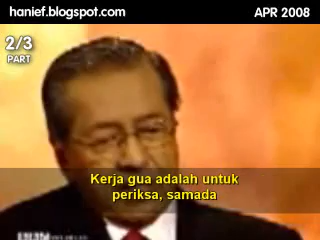 hanief.blogspot.com
APR 2008
2/3
PART
Kerja gua adalah untuk
periksa, samada